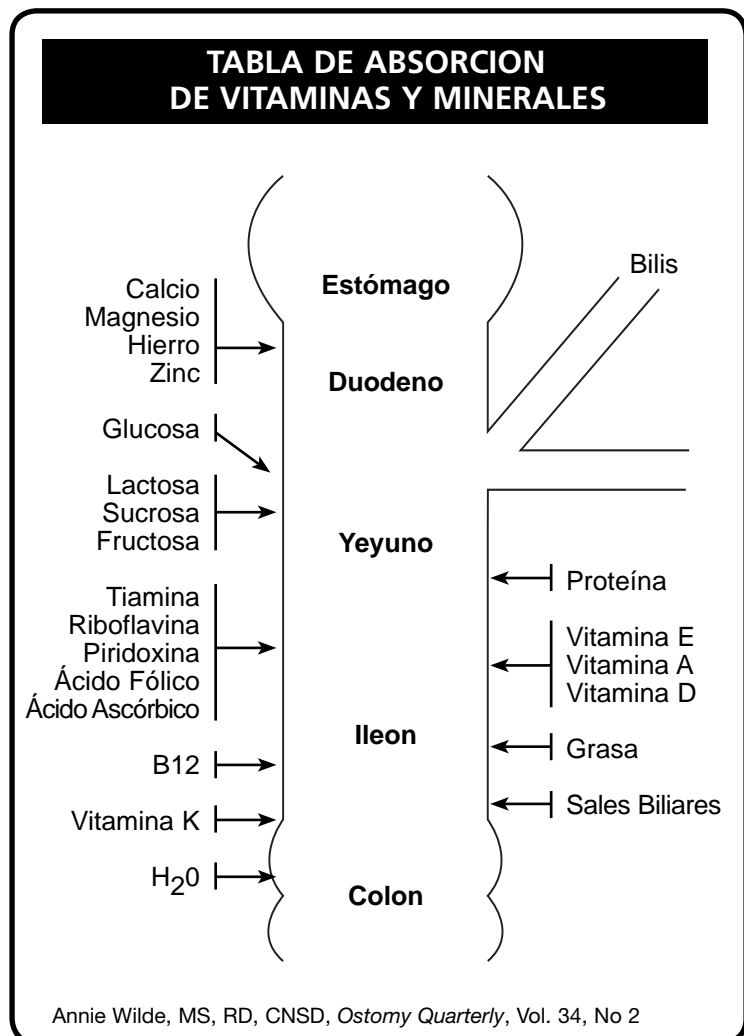 TABLA DE ABSORCION
DE VITAMINAS Y MINERALES
Estómago
Bilis
Calcio
Magnesio
Hierro
Zinc
Duodeno
Glucosa
Lactosa
Sucrosa
Fructosa
Yeyuno
Proteína
Tiamina
Riboflavina
Piridoxina
Ácido Fólico
Ácido Ascórbico
Vitamina E
Vitamina A
Vitamina D
Ileon
Grasa
B12
Sales Biliares
Vitamina K
H20
Colon
Annie Wilde, MS, RD, CNSD, Ostomy Quarterly, Vol. 34, No 2